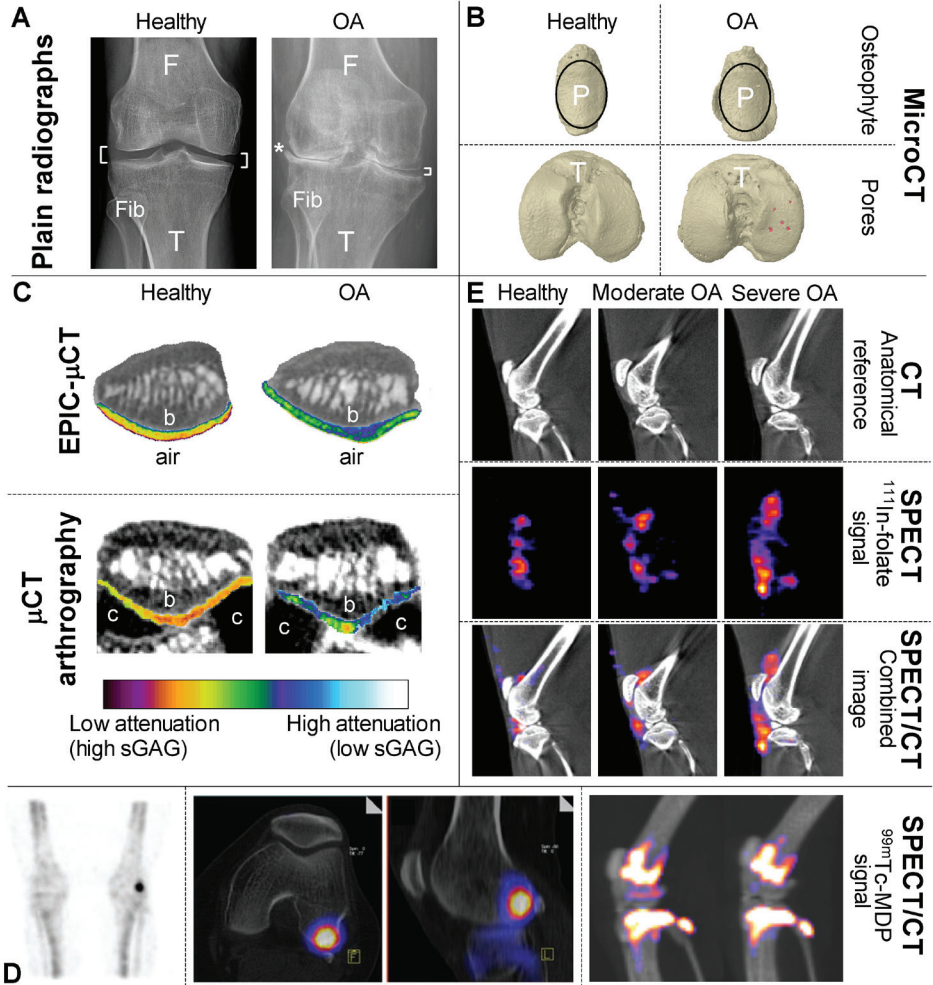 A
Healthy
OA
Plain radiographs
F
F
*
Fib
Fib
T
T
B
Healthy
OA
P
P
Osteophyte
T
T
Pores
MicroCT
C
Healthy
OA
EPIC-µCT
b
b
air
air
µCT
arthrography
b
b
c
c
c
c
Low attenuation
(high sGAG)
High attenuation
(low sGAG)
E
Healthy
Moderate OA
Severe OA
CT
Anatomical
reference
SPECT
¹¹¹In-folate
signal
SPECT/CT
Combined
image
D
F
L
SPECT/CT
⁹⁹ᵐTc-MDP
signal